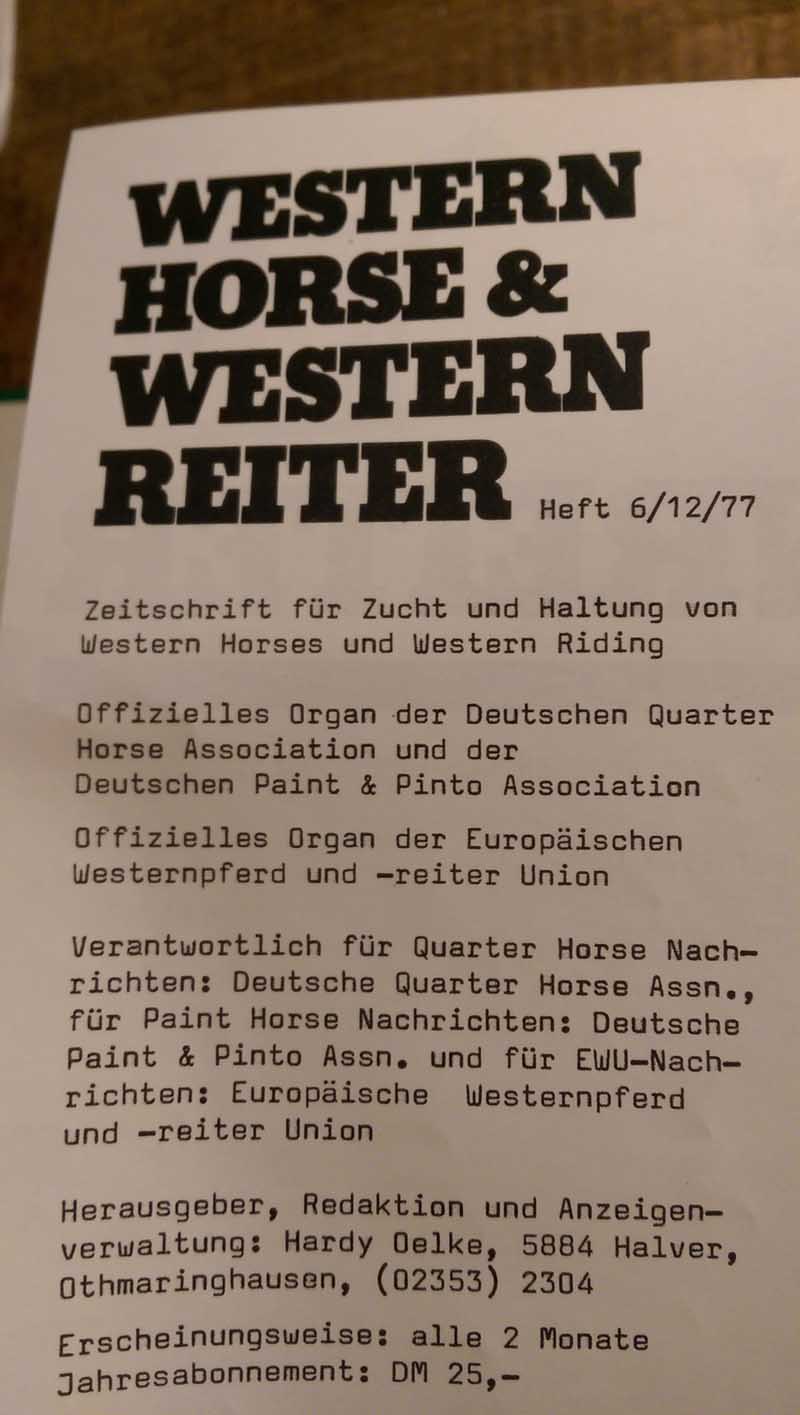 WESTERN
HORSE &
WESTERN
REITER Heft 6/12/77
Zeitschrift für Zucht und Haltung von
Western Horses und Western Riding
Offizielles Organ der Deutschen Quarter
Horse Association und der
Deutschen Paint & Pinto Association
Offizielles Organ der Europäischen
Westernpferd und -reiter Union
Verantwortlich für Quarter Horse Nach-
richten: Deutsche Quarter Horse Assn.,
für Paint Horse Nachrichten: Deutsche
Paint & Pinto Assn. und für EWU-Nach-
richten: Europäische Westernpferd
und -reiter Union
Herausgeber, Redaktion und Anzeigen-
verwaltung: Hardy Oelke, 5884 Halver,
Othmaringhausen, (02353) 2304
Erscheinungsweise: alle 2 Monate
Jahresabonnement: DM 25,-